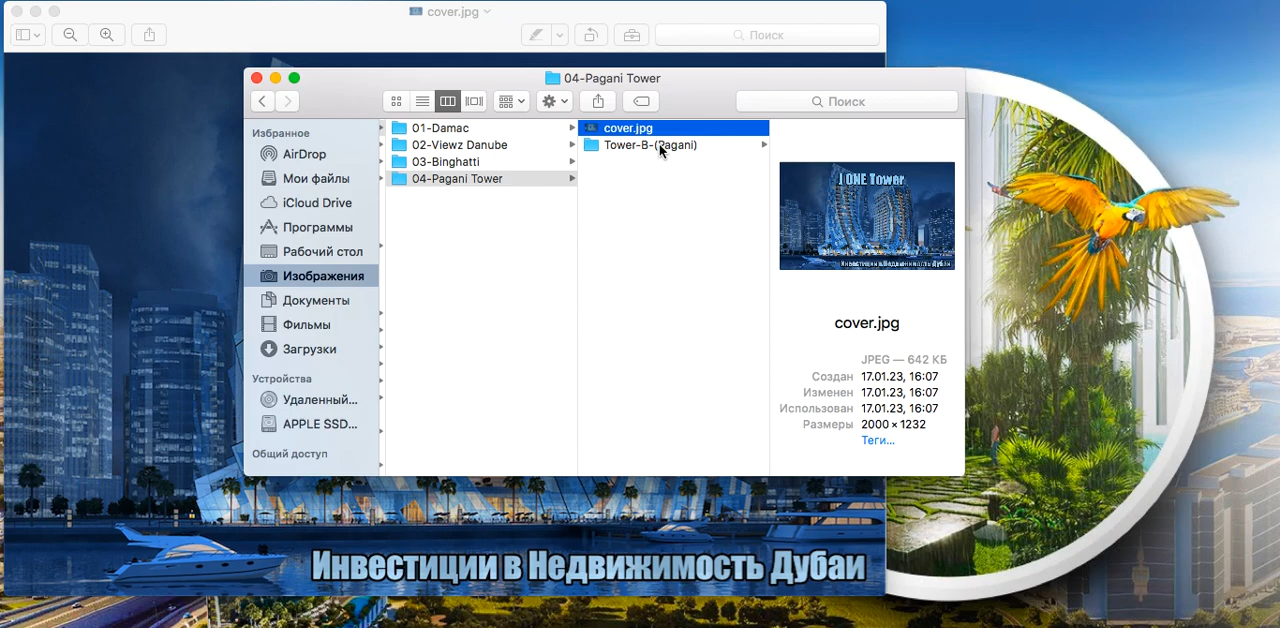 cover.jpg
Поиск
04-Pagani Tower
Поиск
Избранное
AirDrop
Мои файлы
iCloud Drive
Программы
Рабочий стол
Изображения
Документы
Фильмы
Загрузки
Устройства
Удаленный...
APPLE SSD...
Общий доступ
01-Damac
02-Viewz Danube
03-Binghatti
04-Pagani Tower
cover.jpg
Tower-B-(Pagani)
J ONE Tower
Инвестиции в Недвижимость Дубаи
cover.jpg
JPEG — 642 КБ
Создан 17.01.23, 16:07
Изменен 17.01.23, 16:07
Использован 17.01.23, 16:07
Размеры 2000 × 1232
Теги...
Инвестиции в Недвижимость Дубаи